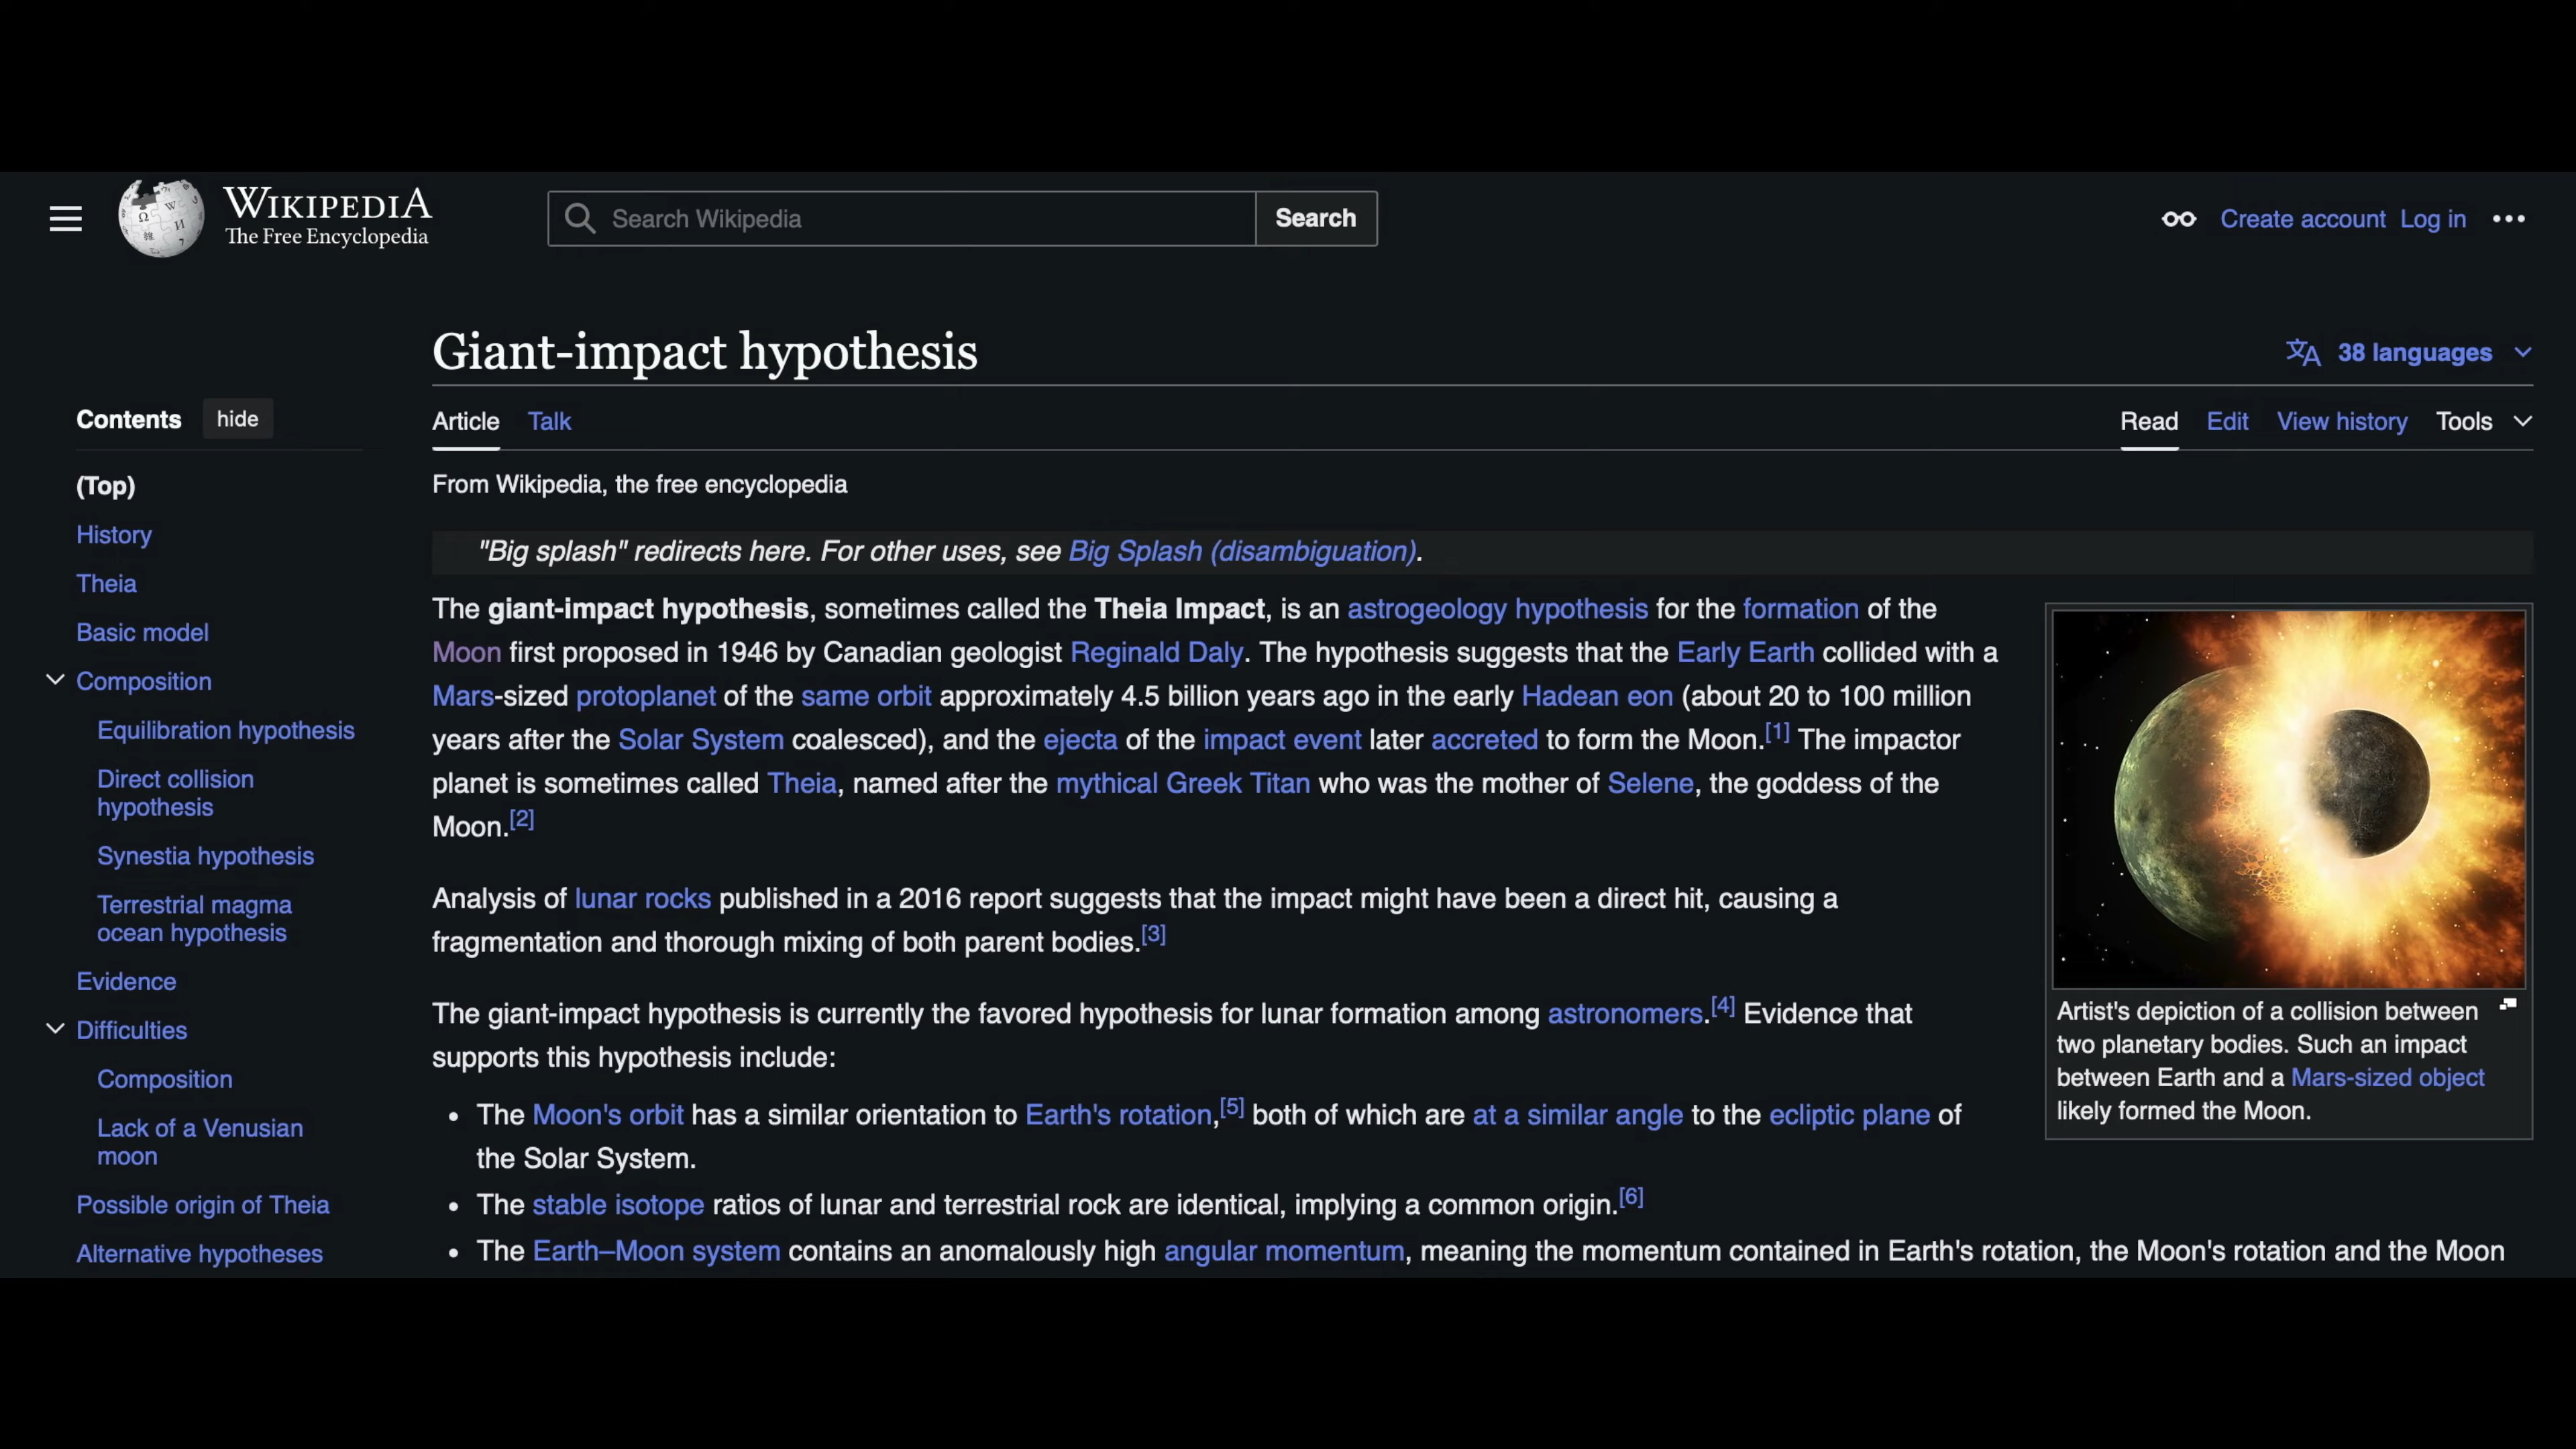 WIKIPEDIA
The Free Encyclopedia
Search Wikipedia
Search
Create account Log in
Giant-impact hypothesis
38 languages
Contents hide
(Top)
History
Theia
Basic model
Composition
Equilibration hypothesis
Direct collision
hypothesis
Synestia hypothesis
Terrestrial magma
ocean hypothesis
Evidence
Difficulties
Composition
Lack of a Venusian
moon
Possible origin of Theia
Alternative hypotheses
Article Talk
Read Edit View history Tools
From Wikipedia, the free encyclopedia
"Big splash" redirects here. For other uses, see Big Splash (disambiguation).
The giant-impact hypothesis, sometimes called the Theia Impact, is an astrogeology hypothesis for the formation of the
Moon first proposed in 1946 by Canadian geologist Reginald Daly. The hypothesis suggests that the Early Earth collided with a
Mars-sized protoplanet of the same orbit approximately 4.5 billion years ago in the early Hadean eon (about 20 to 100 million
years after the Solar System coalesced), and the ejecta of the impact event later accreted to form the Moon.[1] The impactor
planet is sometimes called Theia, named after the mythical Greek Titan who was the mother of Selene, the goddess of the
Moon.[2]
Analysis of lunar rocks published in a 2016 report suggests that the impact might have been a direct hit, causing a
fragmentation and thorough mixing of both parent bodies.[3]
The giant-impact hypothesis is currently the favored hypothesis for lunar formation among astronomers.[4] Evidence that
supports this hypothesis include:
• The Moon's orbit has a similar orientation to Earth's rotation,[5] both of which are at a similar angle to the ecliptic plane of
the Solar System.
• The stable isotope ratios of lunar and terrestrial rock are identical, implying a common origin.[6]
• The Earth–Moon system contains an anomalously high angular momentum, meaning the momentum contained in Earth's rotation, the Moon's rotation and the Moon
Artist's depiction of a collision between
two planetary bodies. Such an impact
between Earth and a Mars-sized object
likely formed the Moon.